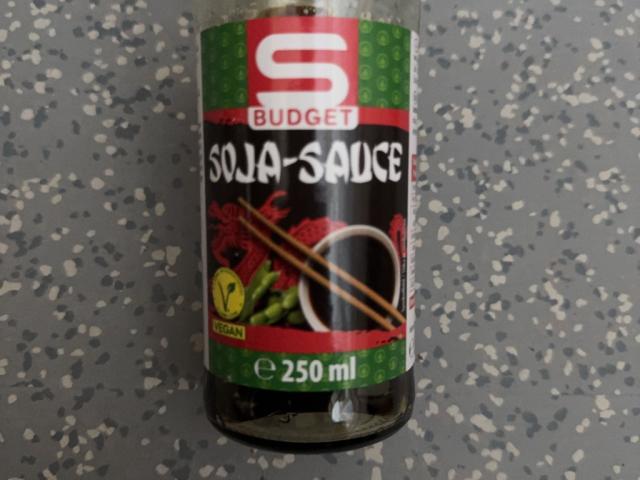 S
BUDGET
SOJA-SAUCE
VEGAN
℮ 250 ml